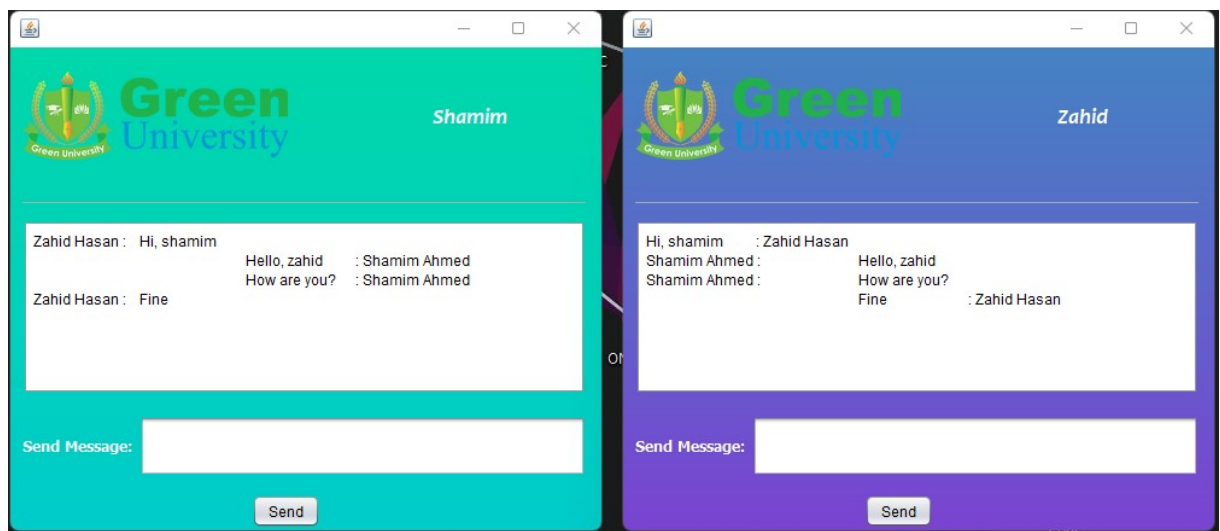 Green
University
Green University
Shamim
Zahid Hasan : Hi, shamim
Hello, zahid : Shamim Ahmed
How are you? : Shamim Ahmed
Zahid Hasan : Fine
Send Message:
Send
Green
University
Green University
Zahid
Hi, shamim : Zahid Hasan
Shamim Ahmed : Hello, zahid
Shamim Ahmed : How are you?
Fine : Zahid Hasan
Send Message:
Send